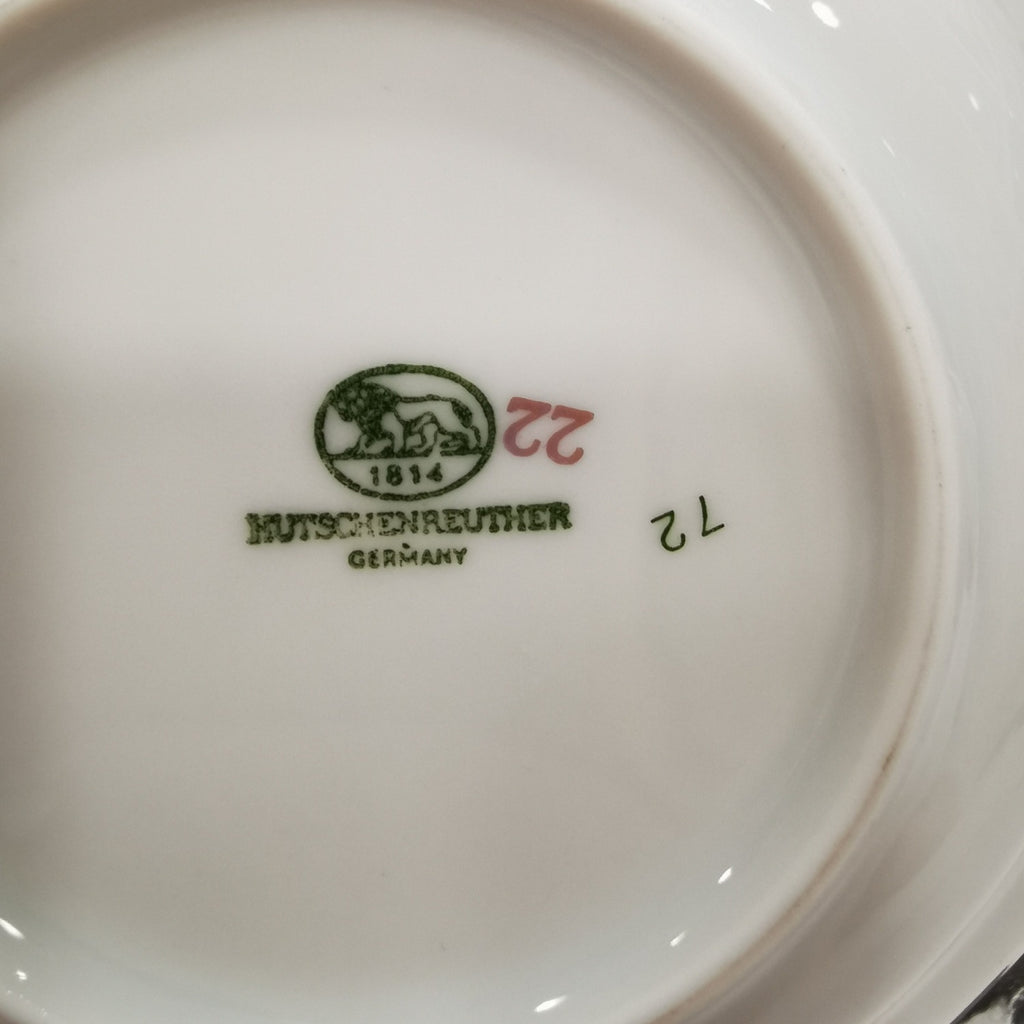 1814
HUTSCHENREUTHER
GERMANY
22
72